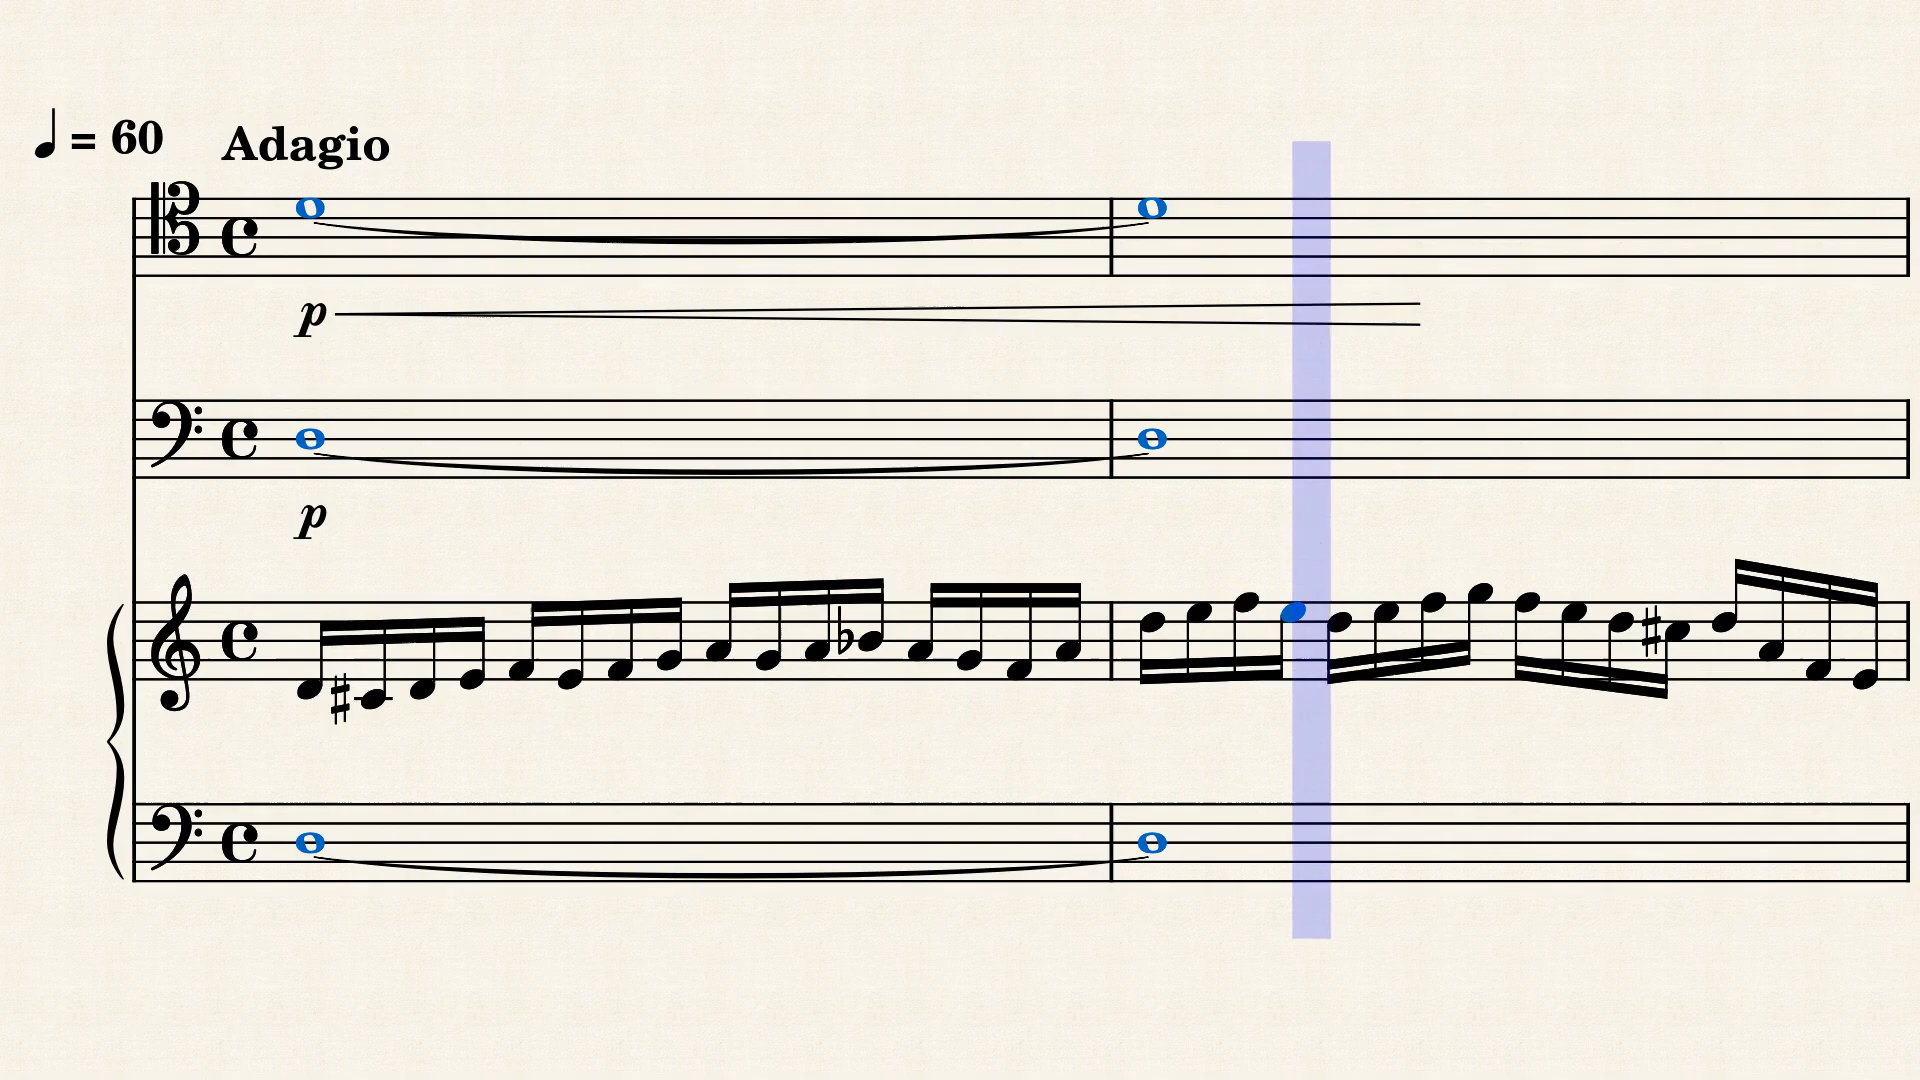 ♩ = 60 Adagio
p
p